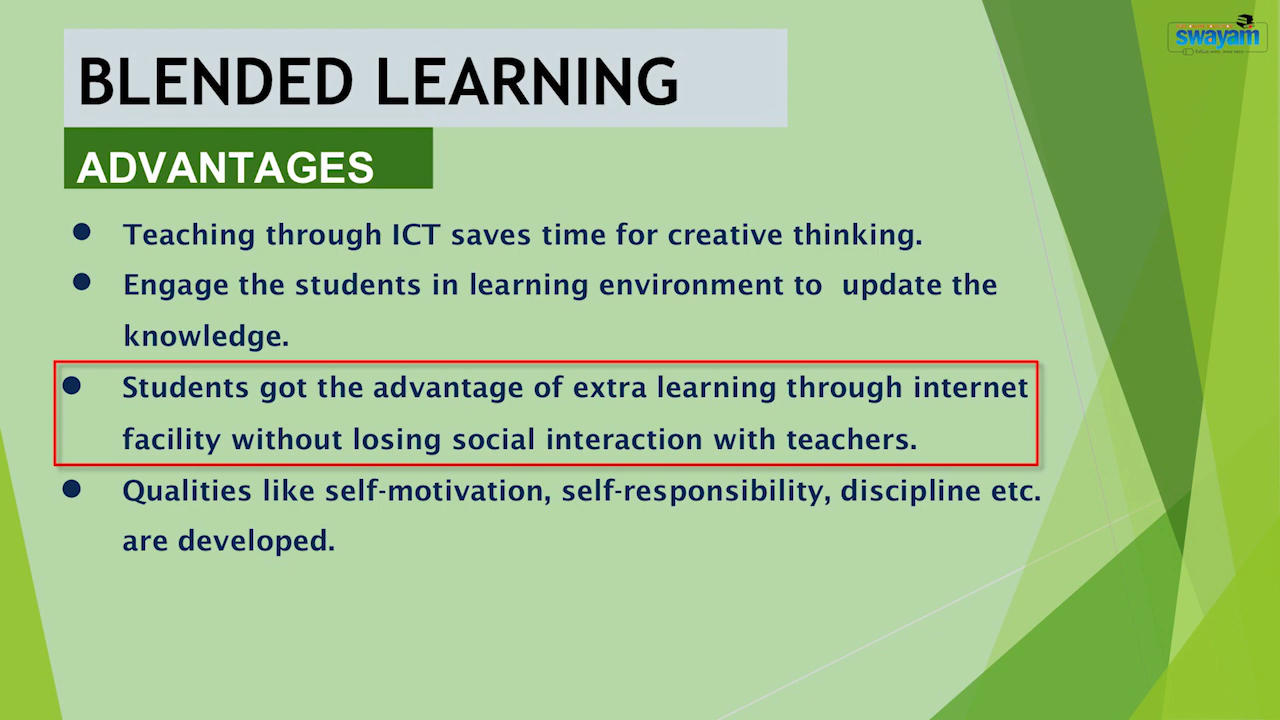 swayam
BLENDED LEARNING
ADVANTAGES
● Teaching through ICT saves time for creative thinking.
● Engage the students in learning environment to update the
knowledge.
● Students got the advantage of extra learning through internet
facility without losing social interaction with teachers.
● Qualities like self-motivation, self-responsibility, discipline etc.
are developed.